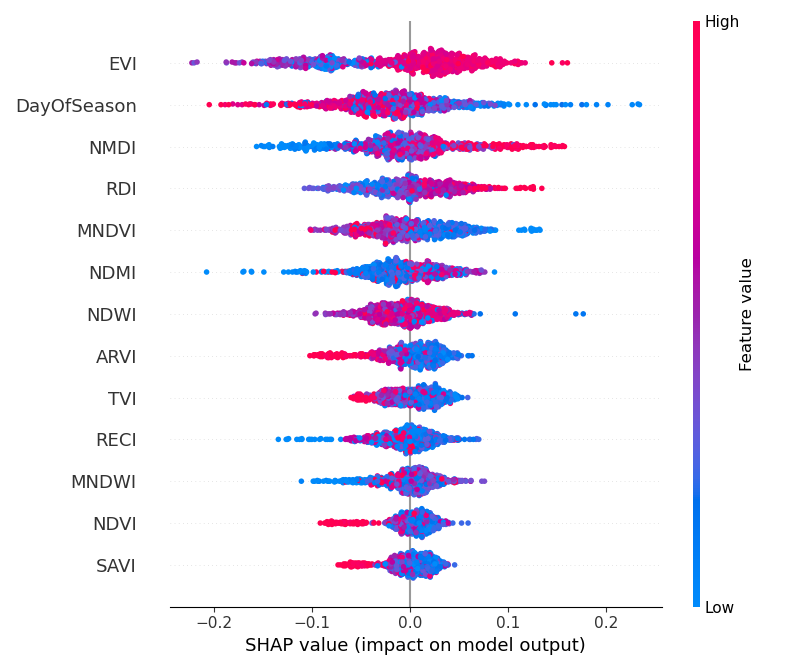 High
EVI
DayOfSeason
NMDI
RDI
MNDVI
NDMI
NDWI
ARVI
TVI
RECI
MNDWI
NDVI
SAVI
Feature value
Low
−0.2 −0.1 0.0 0.1 0.2
SHAP value (impact on model output)